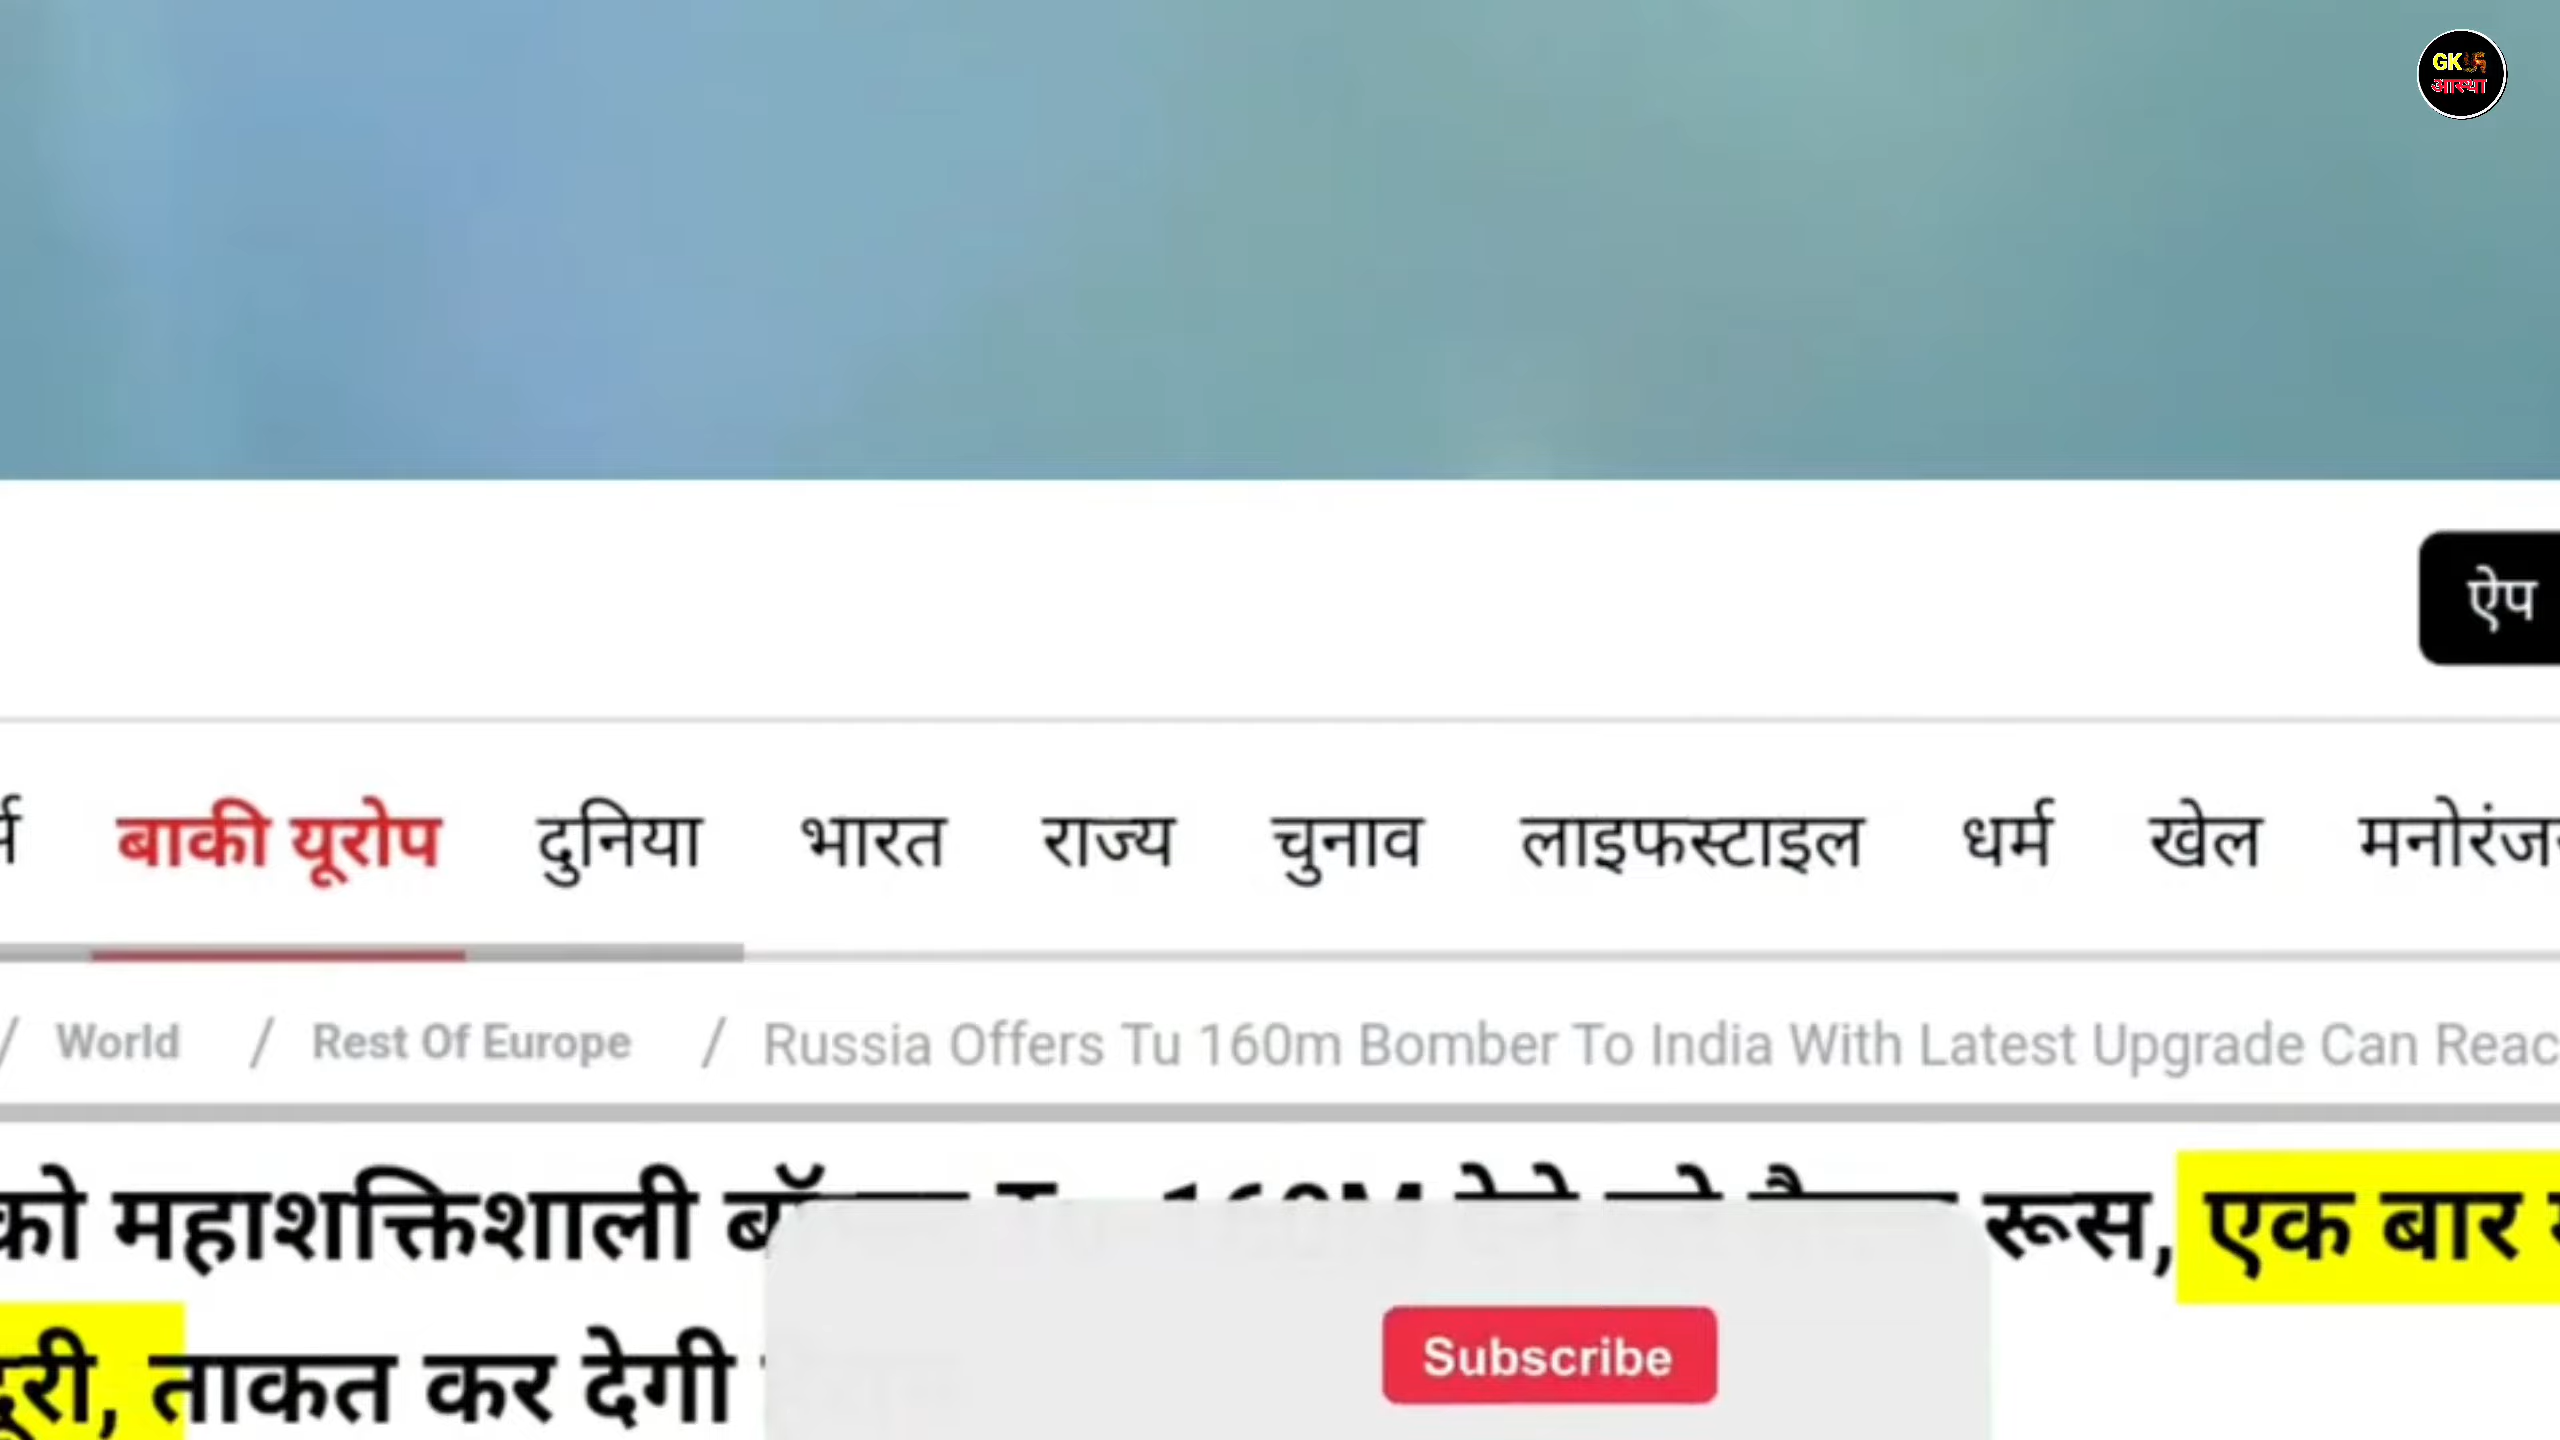 GK
आस्था
ऐप
बाकी यूरोप दुनिया भारत राज्य चुनाव लाइफस्टाइल धर्म खेल
/ World / Rest Of Europe / Russia Offers Tu 160m Bomber To India With Latest Upgrade Can
को महाशक्तिशाली रूस, एक बार
ताकत कर देगी
Subscribe